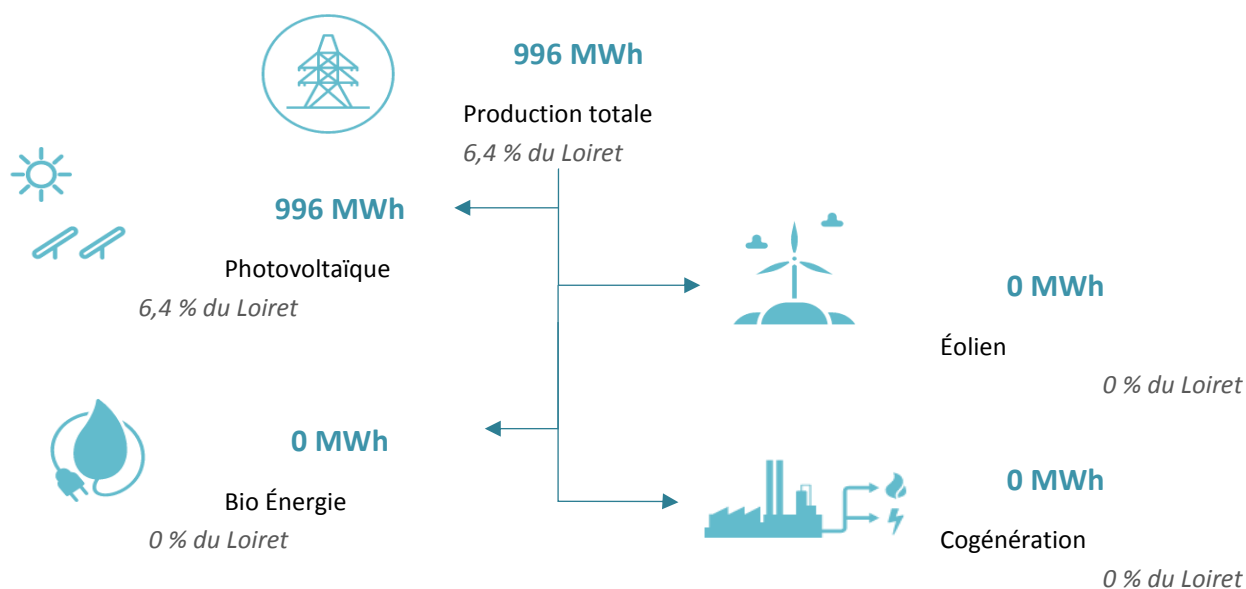 996 MWh
Production totale
6,4 % du Loiret
996 MWh
Photovoltaïque
6,4 % du Loiret
0 MWh
Éolien
0 % du Loiret
0 MWh
Bio Énergie
0 % du Loiret
0 MWh
Cogénération
0 % du Loiret